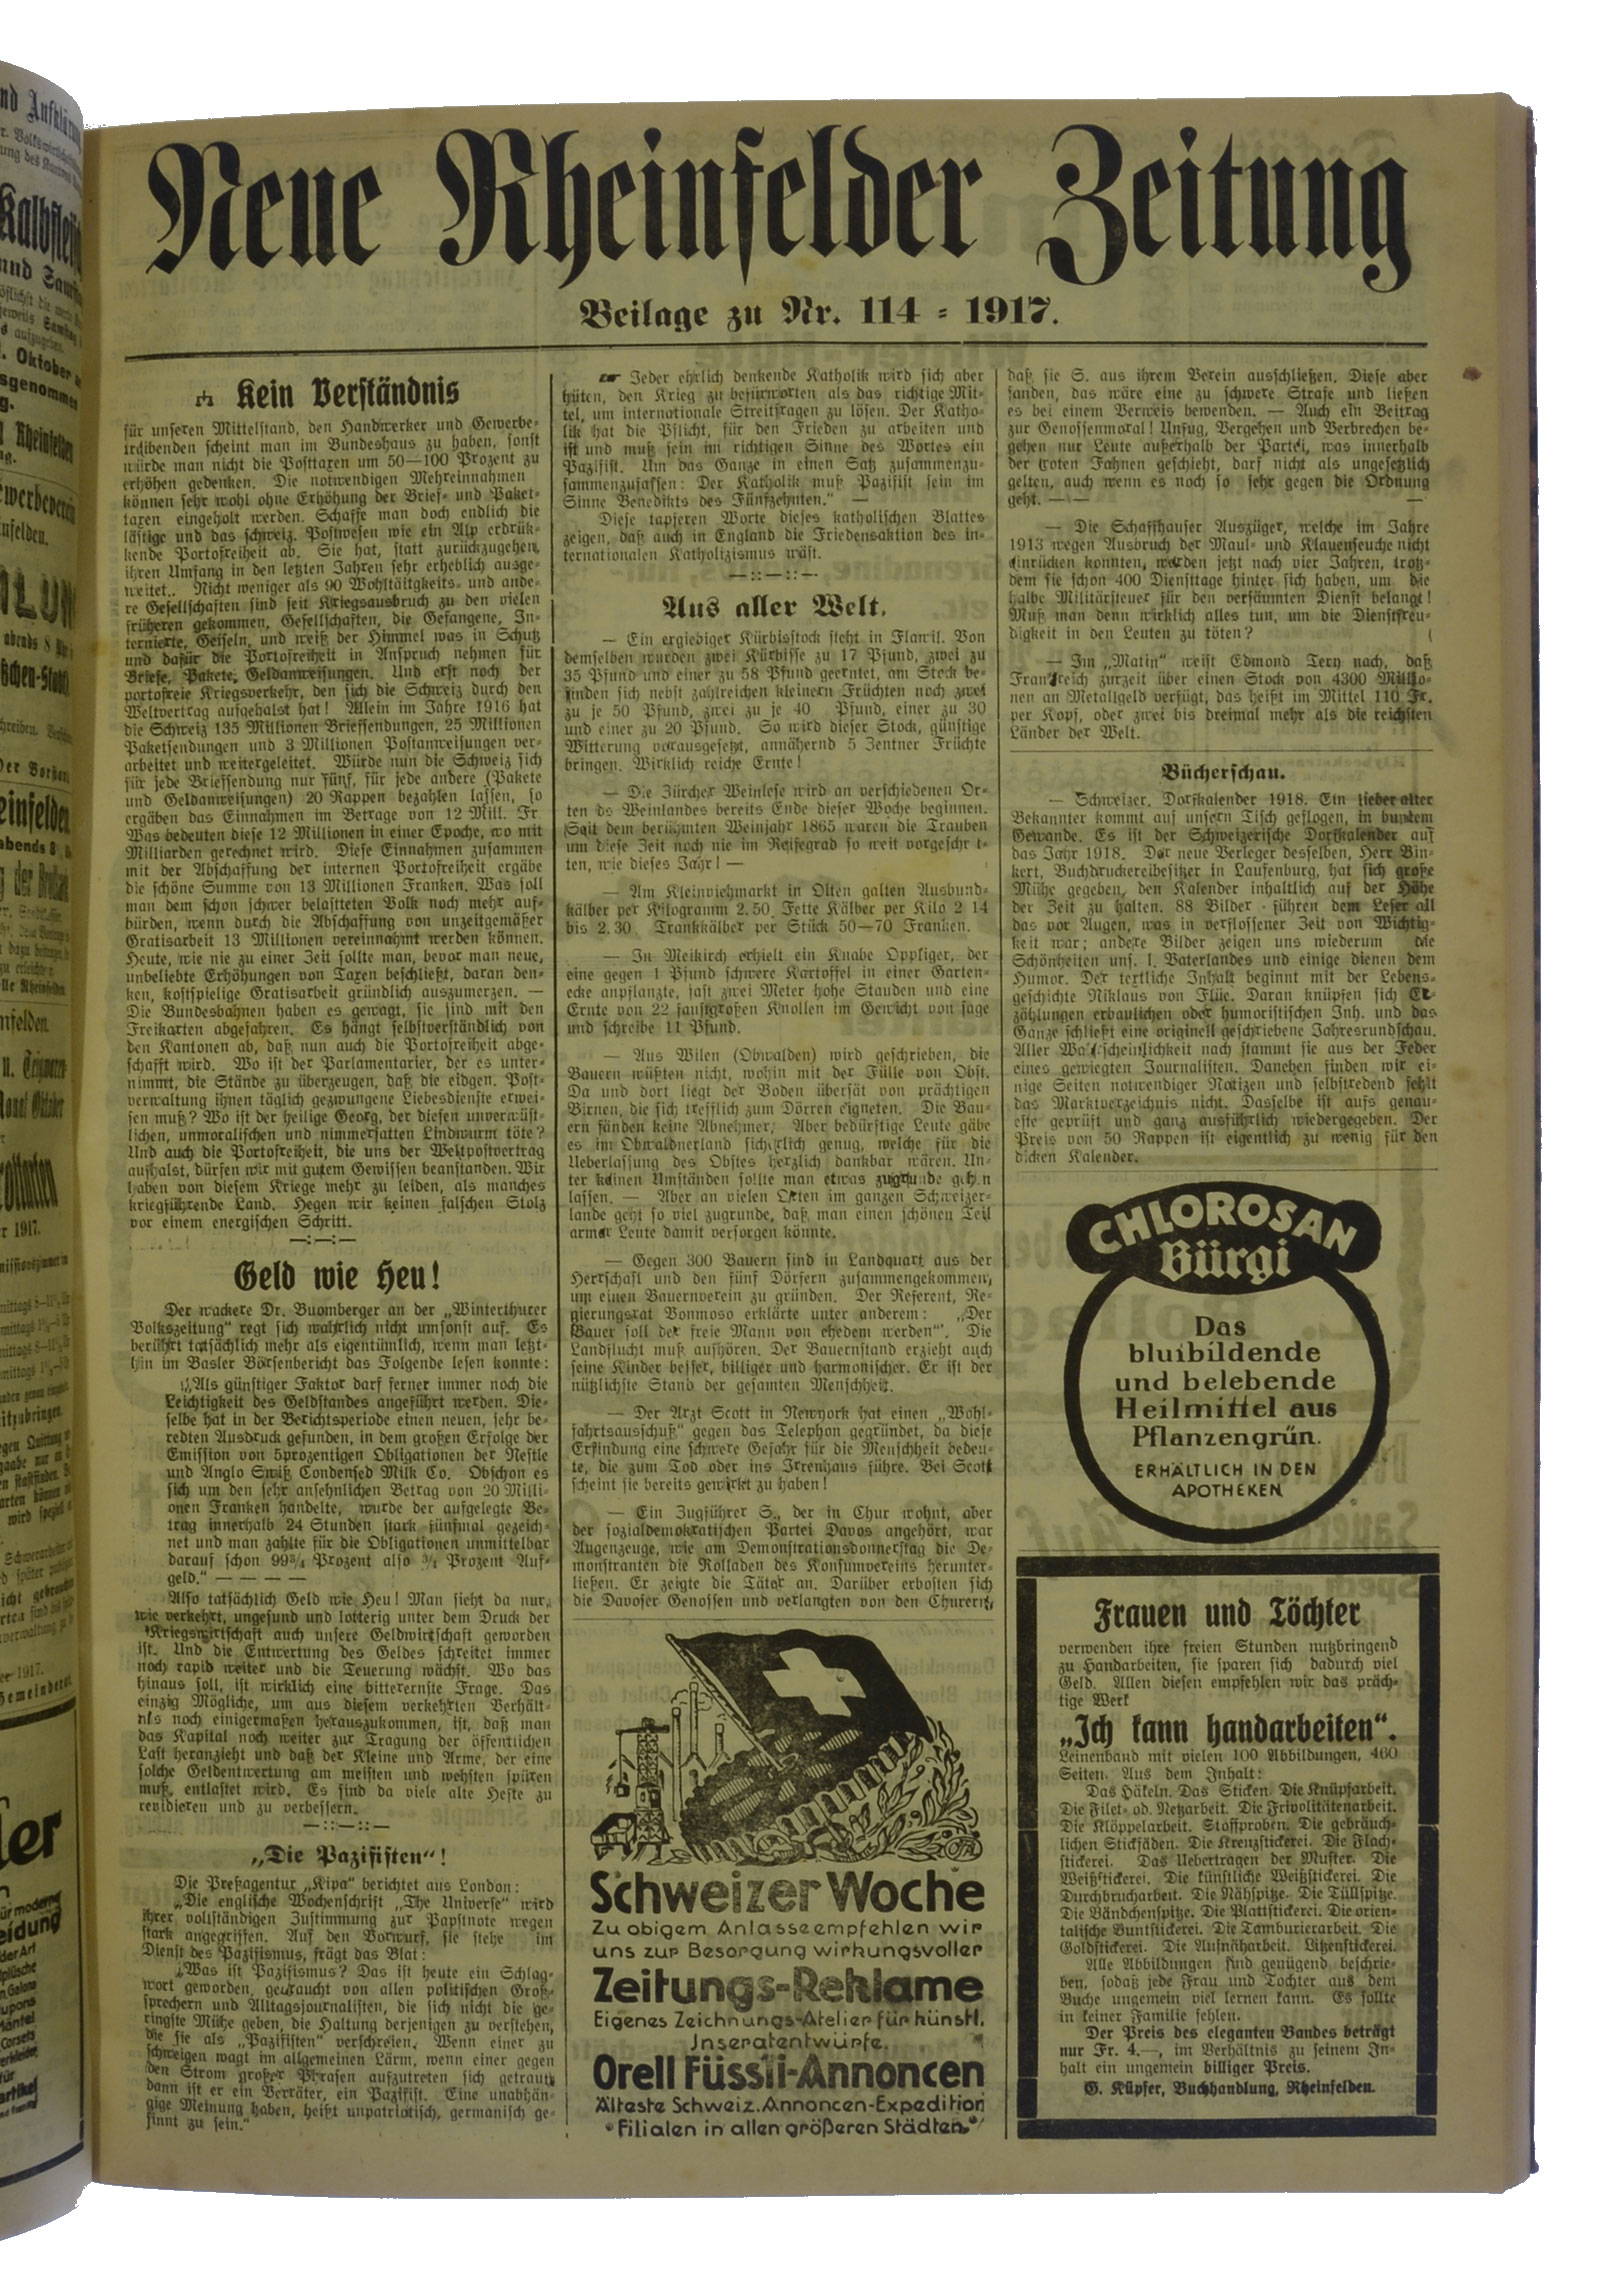 Neue Rheinfelder Zeitung
Beilage zu Nr. 114 = 1917.
Kein Verständnis
für unseren Mittelstand, den Handwerker und Gewerbe-
treibenden scheint man im Bundeshaus zu haben, sonst
würde man nicht die Posttaxen um 50—100 Prozent zu
erhöhen gedenken. Die notwendigen Mehreinnahmen
können sehr wohl ohne Erhöhung der Brief- und Paket-
taxen eingeholt werden. Schaffe man doch endlich die
lästige und das schweiz. Postwesen wie ein Alp erdrük-
kende Portofreiheit ab. Sie hat, statt zurückzugehen,
ihren Umfang in den letzten Jahren sehr erheblich ausge-
weitet.. Nicht weniger als 90 Wohltätigkeits- und ande-
re Gesellschaften sind seit Kriegsausbruch zu den vielen
früheren gekommen, Gesellschaften, die Gefangene, In-
ternierte, Geiseln, und weiß der Himmel was in Schutz
und dafür die Portofreiheit in Anspruch nehmen für
Briefe, Pakete, Geldanweisungen. Und erst noch der
portofreie Kriegsverkehr, den sich die Schweiz durch den
Weltvertrag aufgehalst hat! Allein im Jahre 1916 hat
die Schweiz 135 Millionen Briefsendungen, 25 Millionen
Paketsendungen und 3 Millionen Postanweisungen ver-
arbeitet und weitergeleitet. Würde nun die Schweiz sich
für jede Briefsendung nur fünf, für jede andere (Pakete
und Geldanweisungen) 20 Rappen bezahlen lassen, so
ergäben das Einnahmen im Betrage von 12 Mill. Fr.
Was bedeuten diese 12 Millionen in einer Epoche, wo mit
Milliarden gerechnet wird. Diese Einnahmen zusammen
mit der Abschaffung der internen Portofreiheit ergäbe
die schöne Summe von 13 Millionen Franken. Was soll
man dem schon schwer belasteten Volk noch mehr auf-
bürden, wenn durch die Abschaffung von unzeitgemäßer
Gratisarbeit 13 Millionen vereinnahmt werden können.
Heute, wie nie zu einer Zeit sollte man, bevor man neue,
unbeliebte Erhöhungen von Taxen beschließt, daran den-
ken, kostspielige Gratisarbeit gründlich auszumerzen. —
Die Bundesbahnen haben es gewagt, sie sind mit den
Freikarten abgefahren. Es hängt selbstverständlich von
den Kantonen ab, daß nun auch die Portofreiheit abge-
schafft wird. Wo ist der Parlamentarier, der es unter-
nimmt, die Stände zu überzeugen, daß die eidgen. Post-
verwaltung ihnen täglich gezwungene Liebesdienste erwei-
sen muß? Wo ist der heilige Georg, der diesen unverwüst-
lichen, unmoralischen und nimmersatten Lindwurm töte?
Und auch die Portofreiheit, die uns der Weltpostvertrag
aufhalst, dürfen wir mit gutem Gewissen beanstanden. Wir
haben von diesem Kriege mehr zu leiden, als manches
kriegführende Land. Hegen wir keinen falschen Stolz
vor einem energischen Schritt.
—:—:—
Geld wie Heu!
Der wackere Dr. Buomberger an der „Winterthurer
Volkszeitung“ regt sich wahrlich nicht umsonst auf. Es
berührt tatsächlich mehr als eigentümlich, wenn man letzt-
hin im Basler Börsenbericht das Folgende lesen konnte:
„Als günstiger Faktor darf ferner immer noch die
Leichtigkeit des Geldstandes angeführt werden. Die-
selbe hat in der Berichtsperiode einen neuen, sehr be-
redten Ausdruck gefunden, in dem großen Erfolge der
Emission von 5prozentigen Obligationen der Nestle
und Anglo Swiß Condensed Milk Co. Obschon es
sich um den sehr ansehnlichen Betrag von 20 Milli-
onen Franken handelte, wurde der aufgelegte Be-
trag innerhalb 24 Stunden stark fünfmal gezeich-
net und man zahlte für die Obligationen unmittelbar
darauf schon 99¾ Prozent also ¾ Prozent Auf-
geld.“ — — — —
Also tatsächlich Geld wie Heu! Man sieht da nur,
wie verkehrt, ungesund und lotterig unter dem Druck der
Kriegswirtschaft auch unsere Geldwirtschaft geworden
ist. Und die Entwertung des Geldes schreitet immer
noch rapid weiter und die Teuerung wächst. Wo das
hinaus soll, ist wirklich eine bitterernste Frage. Das
einzig Mögliche, um aus diesem verkehrten Verhält-
nis noch einigermaßen herauszukommen, ist, daß man
das Kapital noch weiter zur Tragung der öffentlichen
Last heranzieht und daß der Kleine und Arme, der eine
solche Geldentwertung am meisten und wehsten spüren
muß, entlastet wird. Es sind da viele alte Hefte zu
revidieren und zu verbessern.
—::—::—
„Die Pazifisten“!
Die Preßagentur „Kipa“ berichtet aus London:
„Die englische Wochenschrift „The Universe“ wird
ihrer vollständigen Zustimmung zur Papstnote wegen
stark angegriffen. Auf den Vorwurf, sie stehe im
Dienst des Pazifismus, frägt das Blat:
„Was ist Pazifismus? Das ist heute ein Schlag-
wort geworden, gebraucht von allen politischen Groß-
sprechern und Alltagsjournalisten, die sich nicht die ge-
ringste Mühe geben, die Haltung derjenigen zu verstehen,
die sie als „Pazifisten“ verschreien. Wenn einer zu
schweigen wagt im allgemeinen Lärm, wenn einer gegen
den Strom großer Phrasen aufzutreten sich getraut,
dann ist er ein Verräter, ein Pazifist. Eine unabhän-
gige Meinung haben, heißt unpatriotisch, germanisch ge-
sinnt zu sein.“
☞ Jeder ehrlich denkende Katholik wird sich aber
hüten, den Krieg zu befürworten als das richtige Mit-
tel, um internationale Streitfragen zu lösen. Der Katho-
lik hat die Pflicht, für den Frieden zu arbeiten und
ist und muß sein im richtigen Sinne des Wortes ein
Pazifist. Um das Ganze in einen Satz zusammenzu-
sammenzufassen: Der Katholik muß Pazifist sein im
Sinne Benedikts des Fünfzehnten.“ —
Diese tapferen Worte dieses katholischen Blattes
zeigen, daß auch in England die Friedensaktion des in-
ternationalen Katholizismus wäst.
—::—::—
Aus aller Welt.
— Ein ergiebiger Kürbisstock steht in Flawil. Von
demselben wurden zwei Kürbisse zu 17 Pfund, zwei zu
35 Pfund und einer zu 58 Pfund geerntet, am Stock be-
finden sich nebst zahlreichen kleinern Früchten noch zwei
zu je 50 Pfund, zwei zu je 40 Pfund, einer zu 30
und einer zu 20 Pfund. So wird dieser Stock, günstige
Witterung vorausgesetzt, annähernd 5 Zentner Früchte
bringen. Wirklich reiche Ernte!
— Die Zürcher Weinlese wird an verschiedenen Or-
ten ds Weinlandes bereits Ende dieser Woche beginnen.
Seit dem berühmten Weinjahr 1865 waren die Trauben
um diese Zeit noch nie im Reifegrad so weit vorgeschr t-
ten, wie dieses Jahr! —
— Am Kleinviehmarkt in Olten galten Ausbund-
kälber per Kilogramm 2.50 Fette Kälber per Kilo 2 14
bis 2.30 Trankkälber per Stück 50—70 Franken.
— In Meikirch erhielt ein Knabe Oppliger, der
eine gegen 1 Pfund schwere Kartoffel in einer Garten-
ecke anpflanzte, fast zwei Meter hohe Stauden und eine
Ernte von 22 faustgroßen Knollen im Gewicht von sage
und schreibe 11 Pfund.
— Aus Wilen (Obwalden) wird geschrieben, die
Bauern wüßten nicht, wohin mit der Fülle von Obst.
Da und dort liegt der Boden übersät von prächtigen
Birnen, die sich trefflich zum Dörren eigneten. Die Bau-
ern fänden keine Abnehmer. Aber bedürftige Leute gäbe
es im Obwaldnerland sicherlich genug, welche für die
Ueberlassung des Obstes herzlich dankbar wären. Un-
ter keinen Umständen sollte man etwas zugrunde gehen
lassen. — Aber an vielen Orten im ganzen Schweizer-
lande geht so viel zugrunde, daß man einen schönen Teil
armer Leute damit versorgen könnte.
— Gegen 300 Bauern sind in Landquart aus der
Herrschaft und den fünf Dörfern zusammengekommen,
um einen Bauernverein zu gründen. Der Referent, Re-
gierungsrat Vonmoso erklärte unter anderem: „Der
Bauer soll der freie Mann von ehedem werden“. Die
Landflucht muß aufhören. Der Bauernstand erzieht auch
seine Kinder besser, billiger und harmonischer. Er ist der
nützlichste Stand der gesamten Menschheit.
— Der Arzt Scott in Newyork hat einen „Wohl-
fahrtsausschuß“ gegen das Telephon gegründet, da diese
Erfindung eine schwere Gefahr für die Menschheit bedeu-
te, die zum Tod oder ins Irrenhaus führe. Bei Scott
scheint sie bereits gewirkt zu haben!
— Ein Zugführer S., der in Chur wohnt, aber
der sozialdemokratischen Partei Davos angehört, war
Augenzeuge, wie am Demonstrationsdonnerstag die De-
monstranten die Rolladen des Konsumvereins herunter-
ließen. Er zeigte die Täter an. Darüber erbosten sich
die Davoser Genossen und verlangten von den Churern,
Schweizer Woche
Zu obigem Anlasse empfehlen wir
uns zur Besorgung wirkungsvoller
Zeitungs-Reklame
Eigenes Zeichnungs-Atelier für künstl.
Inseratentwürfe.
Orell Füssli-Annoncen
Älteste Schweiz. Annoncen-Expedition
Filialen in allen größeren Städten
daß sie S. aus ihrem Verein ausschließen. Diese aber
fanden, das wäre eine zu schwere Strafe und ließen
es bei einem Verweis bewenden. — Auch ein Beitrag
zur Genossenmoral! Unfug, Vergehen und Verbrechen be-
gehen nur Leute außerhalb der Partei, was innerhalb
der roten Fahnen geschieht, darf nicht als ungesetzlich
gelten, auch wenn es noch so sehr gegen die Ordnung
geht. — —
— Die Schaffhauser Auszüger, welche im Jahre
1913 wegen Ausbruch der Maul- und Klauenseuche nicht
einrücken konnten, werden jetzt nach vier Jahren, trotz-
dem sie schon 400 Diensttage hinter sich haben, um die
halbe Militärsteuer für den versäumten Dienst belangt!
Muß man denn wirklich alles tun, um die Dienstfreu-
digkeit in den Leuten zu töten?
— Im „Matin“ weist Edmond Tery nach, daß
Frankreich zurzeit über einen Stock von 4300 Millio-
nen an Metallgeld verfügt, das heißt im Mittel 110 Fr.
per Kopf, oder zwei bis dreimal mehr als die reichsten
Länder der Welt.
Bücherschau.
— Schweizer. Dorfkalender 1918. Ein lieber alter
Bekannter kommt auf unsern Tisch geflogen, in buntem
Gewande. Es ist der Schweizerische Dorfkalender auf
das Jahr 1918. Der neue Verleger desselben, Herr Bin-
kert, Buchdruckereibesitzer in Laufenburg, hat sich große
Mühe gegeben, den Kalender inhaltlich auf der Höhe
der Zeit zu halten. 88 Bilder führen dem Leser all
das vor Augen, was in verflossener Zeit von Wichtig-
keit war; andere Bilder zeigen uns wiederum die
Schönheiten uns. l. Vaterlandes und einige dienen dem
Humor. Der textliche Inhalt beginnt mit der Lebens-
geschichte Niklaus von Flüe. Daran knüpfen sich Er-
zählungen erbaulichen oder humoristischen Inh. und das
Ganze schließt eine originell geschriebene Jahresrundschau.
Aller Wahrscheinlichkeit nach stammt sie aus der Feder
eines gewiegten Journalisten. Daneben finden wir ei-
nige Seiten notwendiger Notizen und selbstredend fehlt
das Marktverzeichnis nicht. Dasselbe ist aufs genau-
este geprüft und ganz ausführlich wiedergegeben. Der
Preis von 50 Rappen ist eigentlich zu wenig für den
dicken Kalender.
CHLOROSAN
Bürgi
Das
blutbildende
und belebende
Heilmittel aus
Pflanzengrün.
ERHÄLTLICH IN DEN
APOTHEKEN
Frauen und Töchter
verwenden ihre freien Stunden nutzbringend
zu Handarbeiten, sie sparen sich dadurch viel
Geld. Allen diesen empfehlen wir das präch-
tige Werk
„Ich kann handarbeiten“.
Leinenband mit vielen 100 Abbildungen, 460
Seiten. Aus dem Inhalt:
Das Häkeln. Das Sticken. Die Knüpfarbeit.
Die Filet- od. Netzarbeit. Die Frivolitätenarbeit.
Die Klöppelarbeit. Stoffproben. Die gebräuch-
lichen Stickfäden. Die Kreuzstickerei. Die Flach-
stickerei. Das Uebertragen der Muster. Die
Weißstickerei. Die künstliche Weißstickerei. Die
Durchbrucharbeit. Die Nähspitze. Die Tüllspitze.
Die Bändchenspitze. Die Plattstickerei. Die orien-
talische Buntstickerei. Die Tamburierarbeit. Die
Goldstickerei. Die Aufnäharbeit. Litzenstickerei.
Alle Abbildungen sind genügend beschrie-
ben, sodaß jede Frau und Tochter aus dem
Buche ungemein viel lernen kann. Es sollte
in keiner Familie fehlen.
Der Preis des eleganten Bandes beträgt
nur Fr. 4.—, im Verhältnis zu seinem In-
halt ein ungemein billiger Preis.
G. Küpfer, Buchhandlung, Rheinfelden.